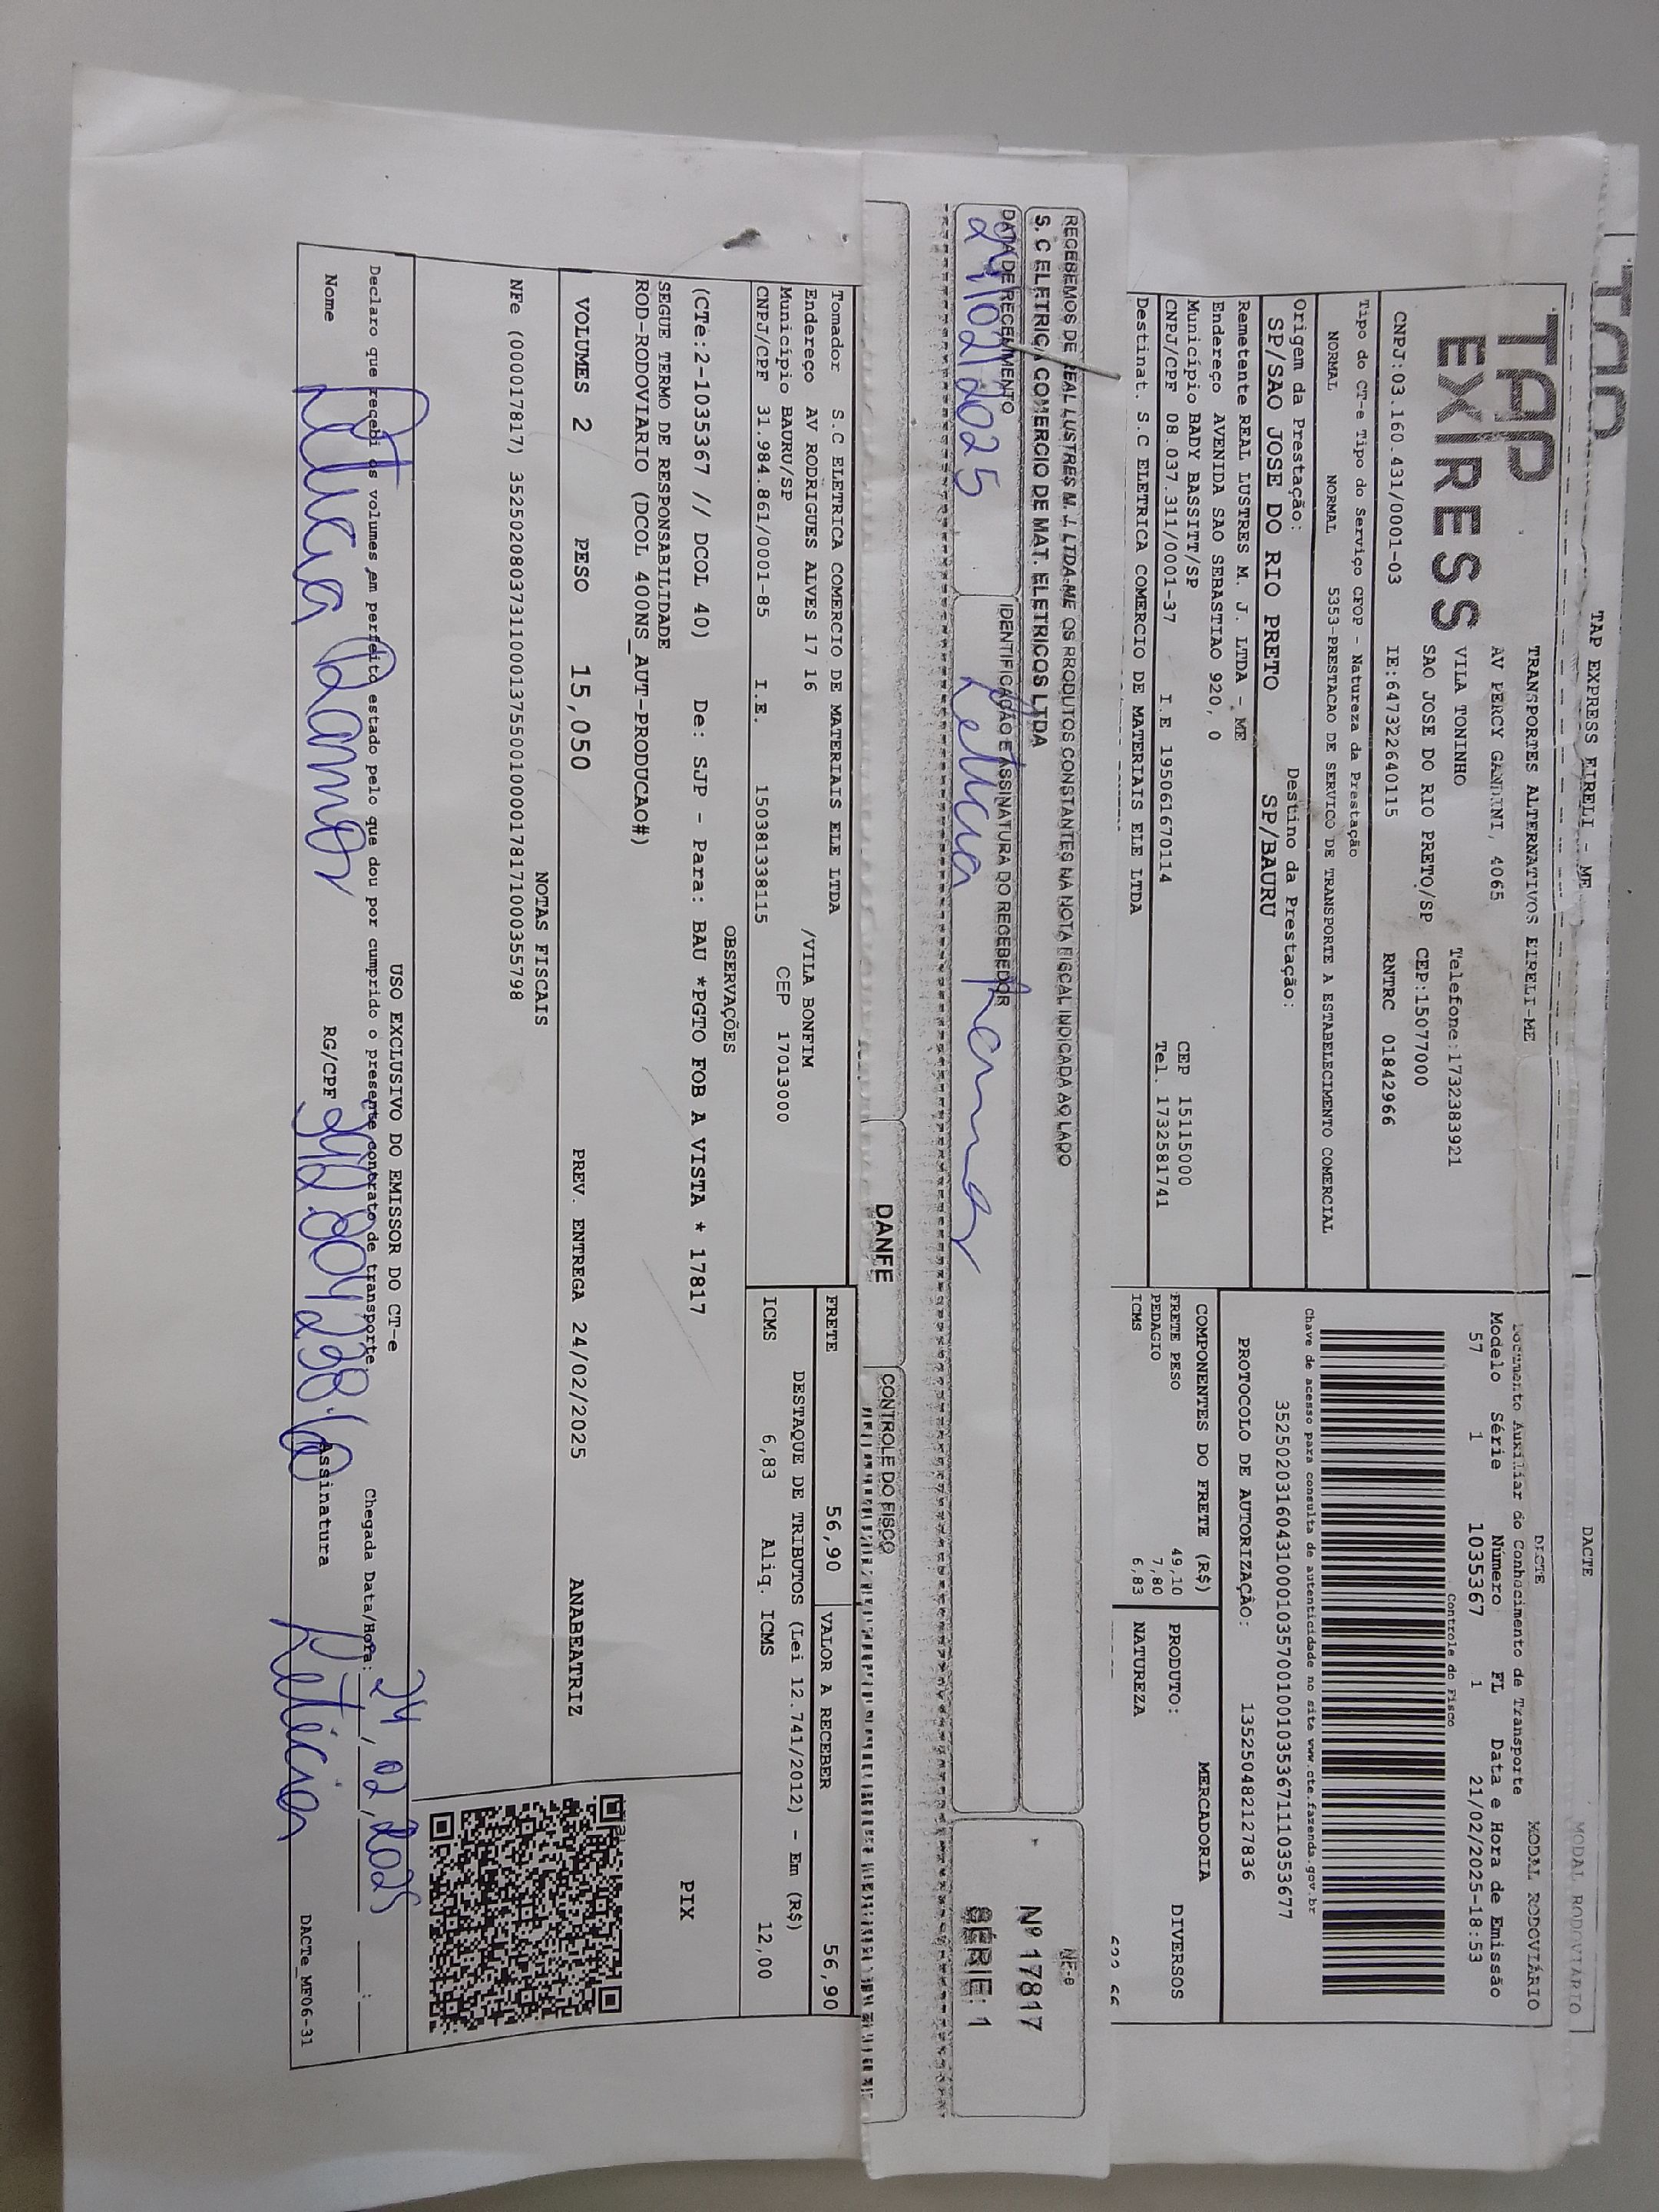 TAP EXPRESS EIRELI - ME
DACTE
MODAL RODOVIÁRIO
TAP
EXPRESS
TRANSPORTES ALTERNATIVOS EIRELI-ME
AV PERCY GANDINI, 4065
VILA TONINHO Telefone:1732383921
SAO JOSE DO RIO PRETO/SP CEP:15077000
CNPJ:03.160.431/0001-03 IE:647322640115 RNTRC 01842966
DACTE MODAL RODOVIÁRIO
Documento Auxiliar do Conhecimento de Transporte
Modelo Série Número FL Data e Hora de Emissão
57 1 1035367 1 21/02/2025-18:53
Controle do Fisco
Chave de acesso para consulta de autenticidade no site www.cte.fazenda.gov.br
35250203160431000103570010010353671110353677
PROTOCOLO DE AUTORIZAÇÃO: 135250482127836
Tipo do CT-e Tipo do Serviço CFOP - Natureza da Prestação
NORMAL NORMAL 5353-PRESTACAO DE SERVICO DE TRANSPORTE A ESTABELECIMENTO COMERCIAL
Origem da Prestação: Destino da Prestação:
SP/SAO JOSE DO RIO PRETO SP/BAURU
Remetente REAL LUSTRES M. J. LTDA - ME
Endereço AVENIDA SAO SEBASTIAO 920, 0
Município BADY BASSITT/SP CEP 15115000
CNPJ/CPF 08.037.311/0001-37 I.E 195061670114 Tel. 1732581741
Destinat. S.C ELETRICA COMERCIO DE MATERIAIS ELE LTDA
COMPONENTES DO FRETE (R$) MERCADORIA
FRETE PESO 49,10 PRODUTO: DIVERSOS
PEDAGIO 7,80
ICMS 6,83 NATUREZA
RECEBEMOS DE REAL LUSTRES M. J. LTDA-ME OS PRODUTOS CONSTANTES NA NOTA FISCAL INDICADA AO LADO
S. C ELETRICA COMERCIO DE MAT. ELETRICOS LTDA
DATA DE RECEBIMENTO IDENTIFICAÇÃO E ASSINATURA DO RECEBEDOR
24/02/2025 Leticia Ramos
NF-e
Nº 17817
SÉRIE: 1
DANFE CONTROLE DO FISCO
Tomador S.C ELETRICA COMERCIO DE MATERIAIS ELE LTDA
Endereço AV RODRIGUES ALVES 17 16 /VILA BONFIM
Município BAURU/SP CEP 17013000
CNPJ/CPF 31.984.861/0001-85 I.E. 150381338115
FRETE 56,90 VALOR A RECEBER 56,90
DESTAQUE DE TRIBUTOS (Lei 12.741/2012) - Em (R$)
ICMS 6,83 Aliq. ICMS 12,00
OBSERVAÇÕES
(CTe:2-1035367 // DCOL 40) De: SJP - Para: BAU *PGTO FOB A VISTA * 17817
SEGUE TERMO DE RESPONSABILIDADE
ROD-RODOVIARIO (DCOL 400NS_AUT-PRODUCAO#)
PIX
VOLUMES 2 PESO 15,050 PREV. ENTREGA 24/02/2025 ANABEATRIZ
NOTAS FISCAIS
NFe (000017817) 35250208037311000137550010000178171000355798
USO EXCLUSIVO DO EMISSOR DO CT-e
Declaro que recebi os volumes em perfeito estado pelo que dou por cumprido o presente contrato de transporte. Chegada Data/Hora: 24/02/2025 :
Nome Leticia Ramos RG/CPF Assinatura Leticia
DACTe_MF06-31